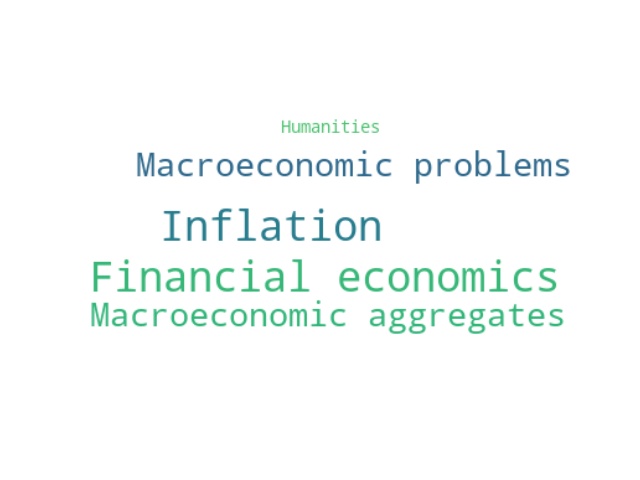 Humanities
Macroeconomic problems
Inflation
Financial economics
Macroeconomic aggregates